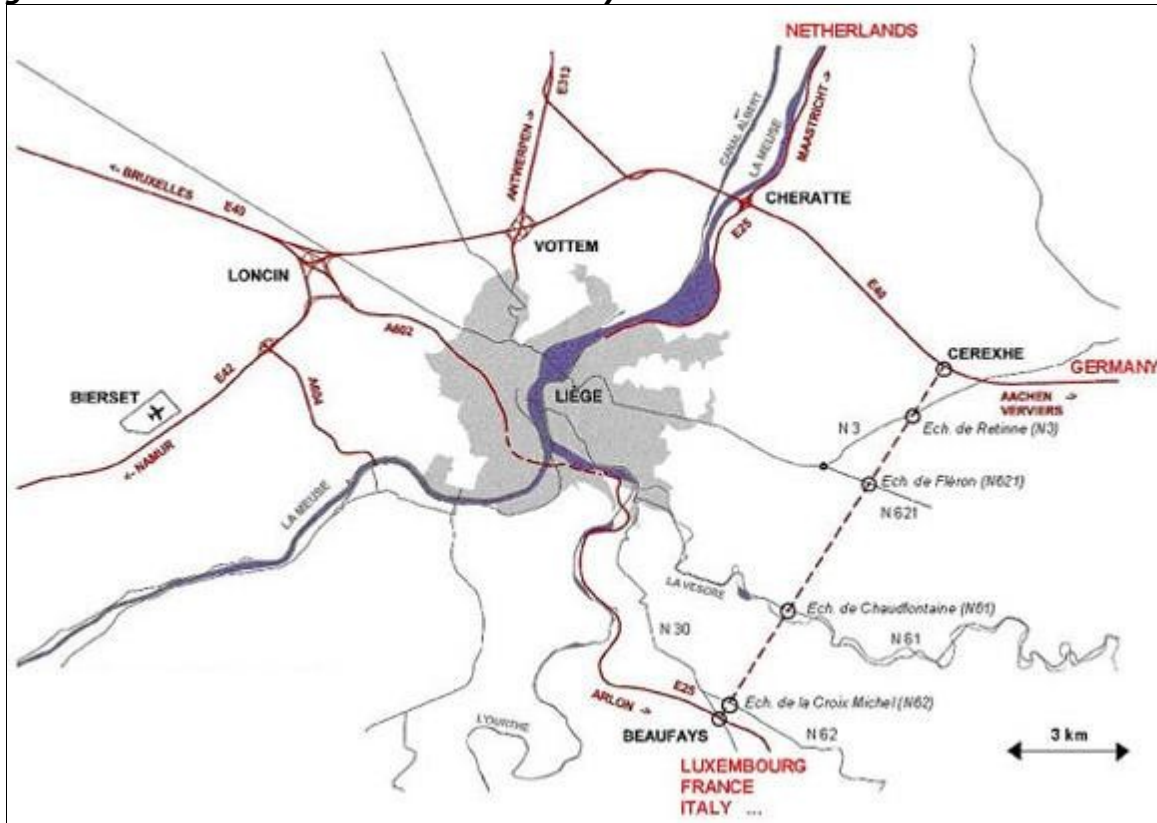 NETHERLANDS
E313
ANTWERPEN ->
CANAL ALBERT
LA MEUSE
MAASTRICHT ->
<- BRUXELLES
E40
CHERATTE
E25
VOTTEM
LONCIN
A602
E40
CEREXHE
GERMANY
AACHEN ->
VERVIERS
E42
A604
BIERSET
<- NAMUR
LIÈGE
N 3
Ech. de Retinne (N3)
Ech. de Fléron (N621)
N 621
LA MEUSE
LA VESDRE
Ech. de Chaudfontaine (N61)
N 61
N 30
E25
ARLON ->
Ech. de la Croix Michel (N62)
L'OURTHE
BEAUFAYS
N 62
3 km
LUXEMBOURG
FRANCE
ITALY ...